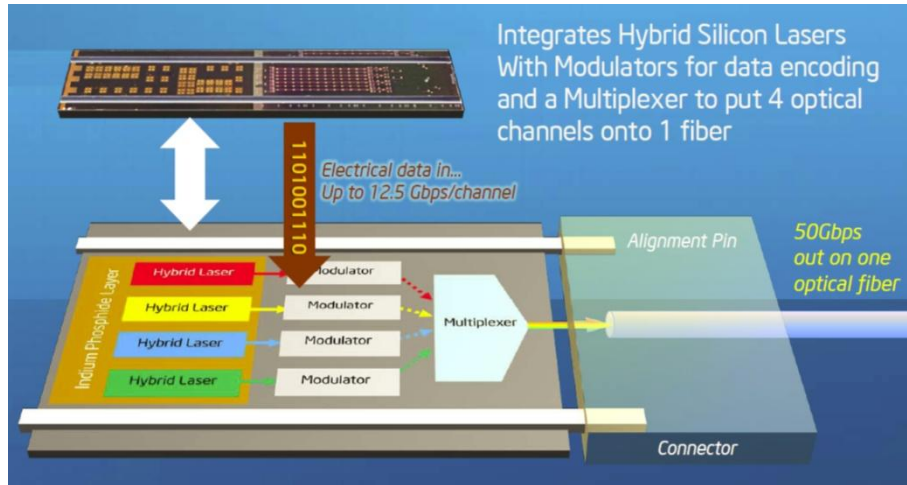 Integrates Hybrid Silicon Lasers
With Modulators for data encoding
and a Multiplexer to put 4 optical
channels onto 1 fiber
1101001110
Electrical data in...
Up to 12.5 Gbps/channel
Alignment Pin
50Gbps
out on one
optical fiber
Indium Phosphide Layer
Hybrid Laser
Modulator
Hybrid Laser
Modulator
Multiplexer
Hybrid Laser
Modulator
Hybrid Laser
Modulator
Connector